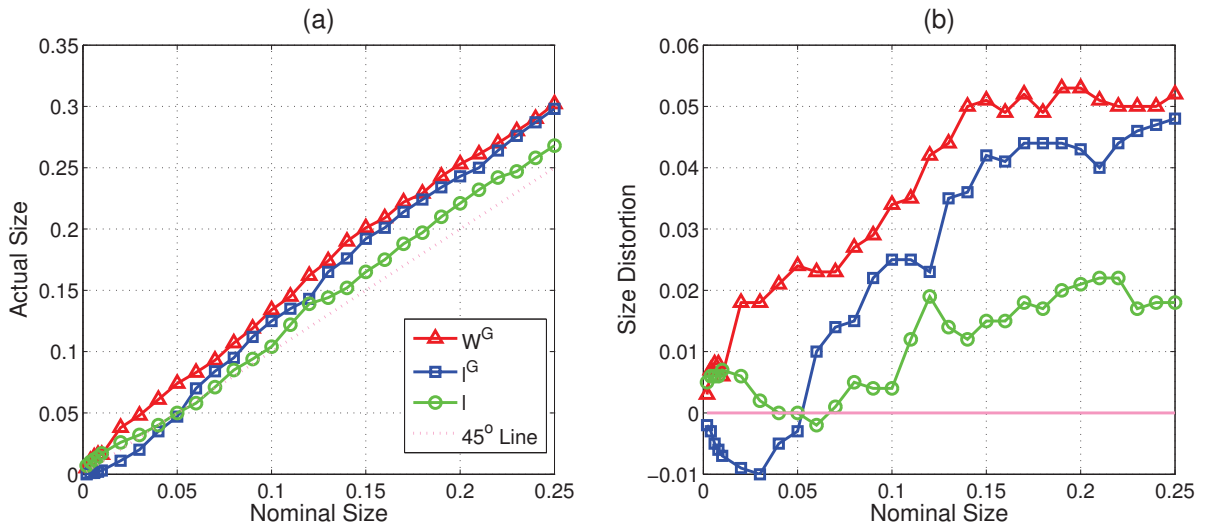 (a)
0.35
0.3
0.25
0.2
0.15
0.1
0.05
0
Actual Size
0 0.05 0.1 0.15 0.2 0.25
Nominal Size
W^G
I^G
I
45° Line
(b)
0.06
0.05
0.04
0.03
0.02
0.01
0
−0.01
Size Distortion
0 0.05 0.1 0.15 0.2 0.25
Nominal Size